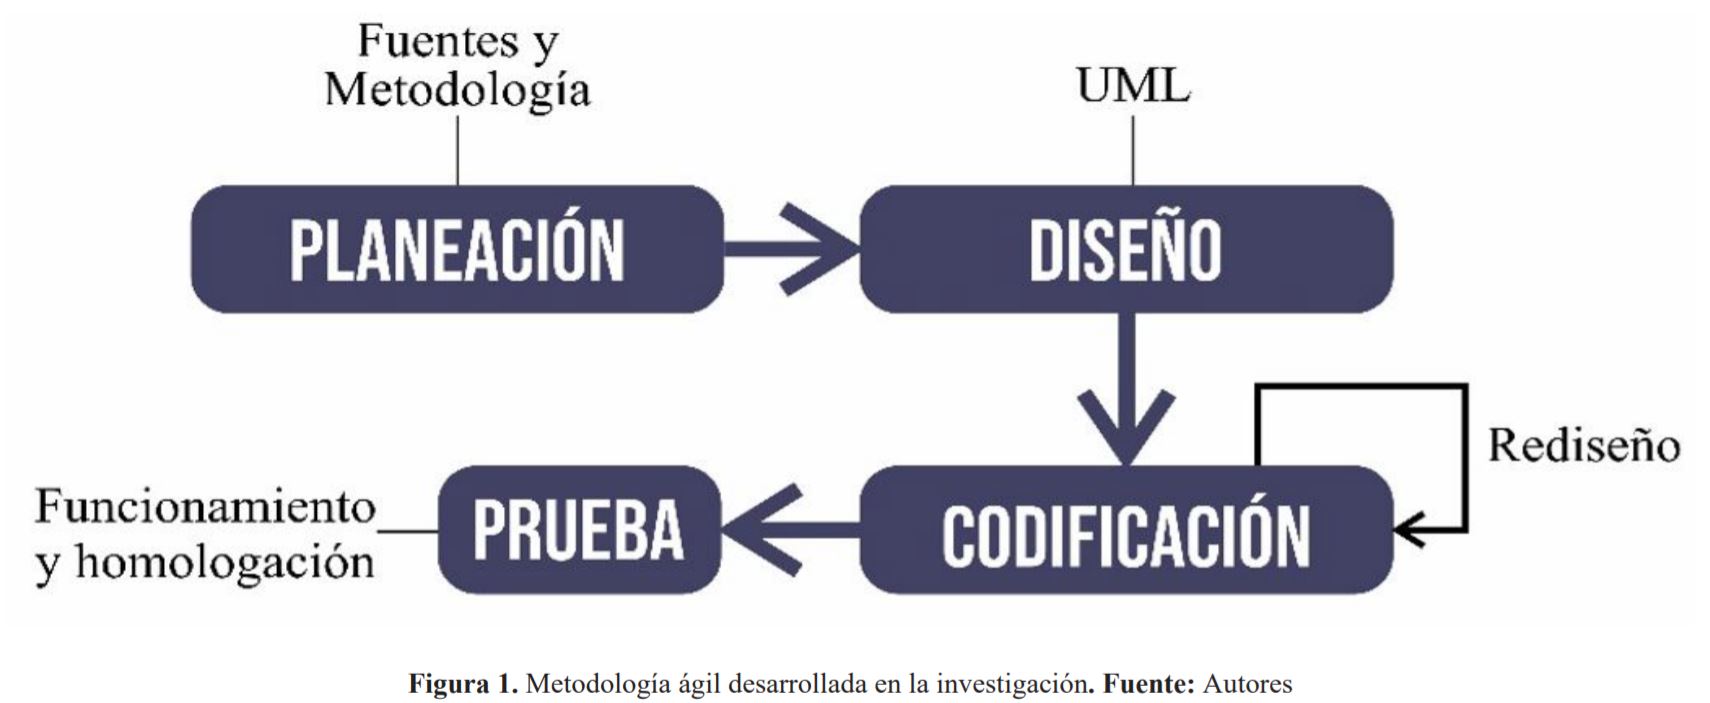 Fuentes y
Metodología
UML
PLANEACIÓN
DISEÑO
Rediseño
Funcionamiento
y homologación
PRUEBA
CODIFICACIÓN
Figura 1. Metodología ágil desarrollada en la investigación. Fuente: Autores